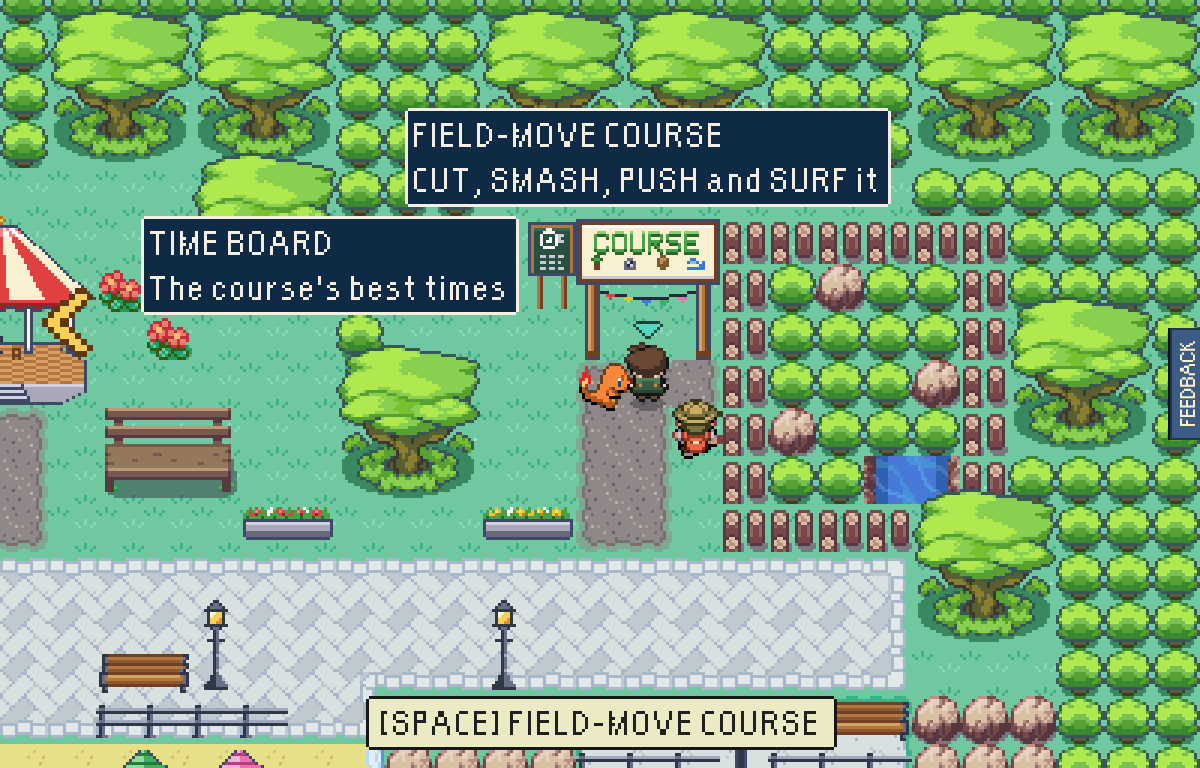 FIELD-MOVE COURSE
CUT, SMASH, PUSH and SURF it
TIME BOARD
The course's best times
COURSE
FEEDBACK
[SPACE] FIELD-MOVE COURSE